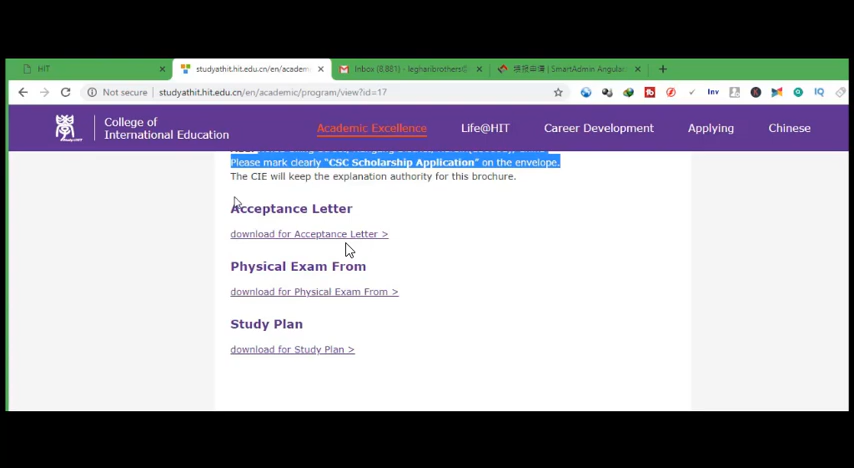 HIT
studyathit.hit.edu.cn/en/academ
Inbox (8,881) - legharibrothers@
| SmartAdmin Angular
Not secure | studyathit.hit.edu.cn/en/academic/program/view?id=17
Inv
IQ
College of
International Education
Academic Excellence
Life@HIT
Career Development
Applying
Chinese
Please mark clearly “CSC Scholarship Application” on the envelope.
The CIE will keep the explanation authority for this brochure.
Acceptance Letter
download for Acceptance Letter >
Physical Exam From
download for Physical Exam From >
Study Plan
download for Study Plan >